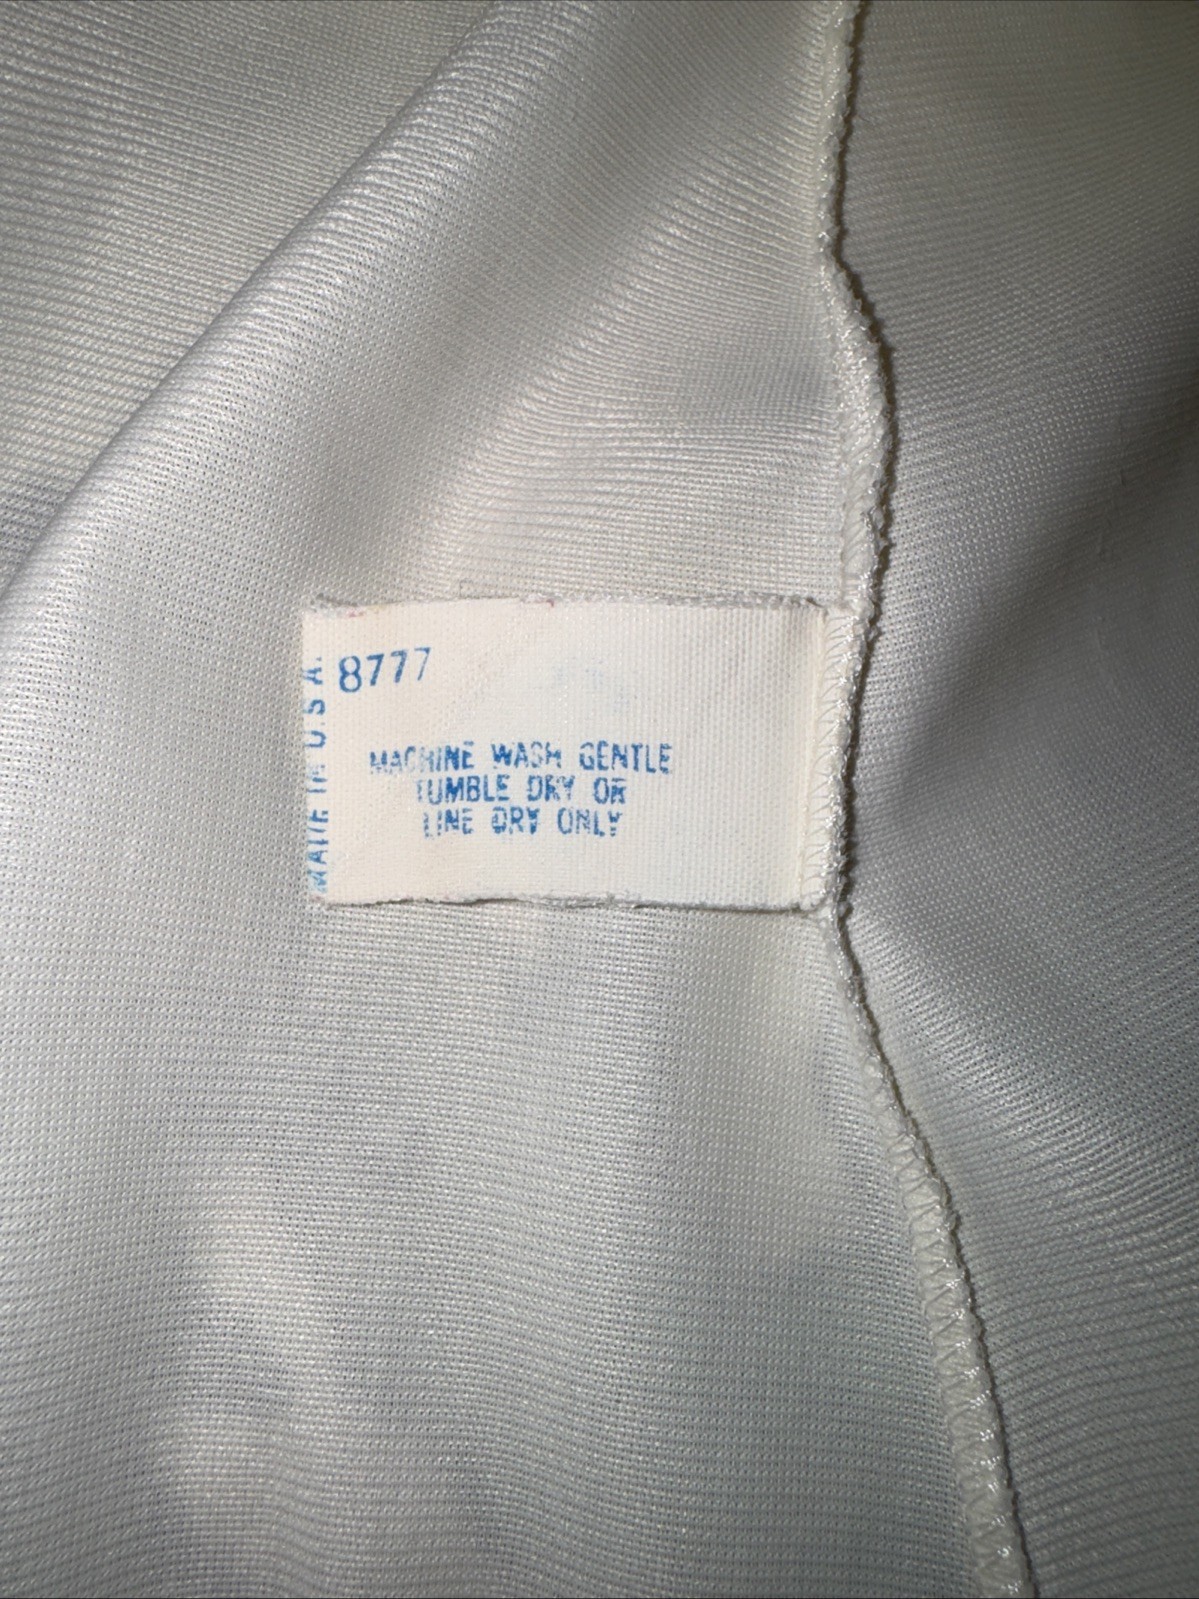 8777
MACHINE WASH GENTLE
TUMBLE DRY OR
LINE DRY ONLY
MADE IN U.S.A.